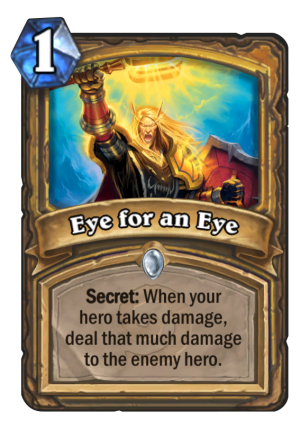 1
Eye for an Eye
Secret: When your
hero takes damage,
deal that much damage
to the enemy hero.